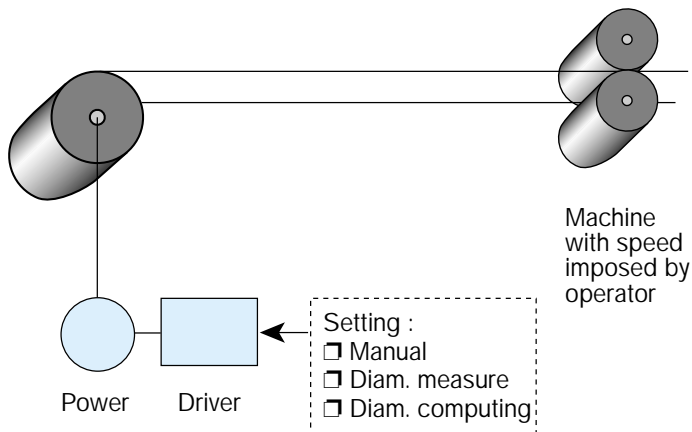 Machine
with speed
imposed by
operator
Setting :
❒ Manual
❒ Diam. measure
❒ Diam. computing
Power
Driver